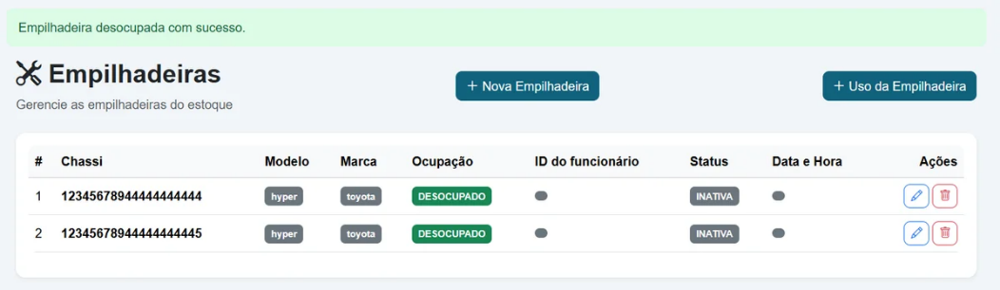 Empilhadeira desocupada com sucesso.
Empilhadeiras
Gerencie as empilhadeiras do estoque
+ Nova Empilhadeira
+ Uso da Empilhadeira
# Chassi Modelo Marca Ocupação ID do funcionário Status Data e Hora Ações
1 12345678944444444444 hyper toyota DESOCUPADO INATIVA
2 12345678944444444445 hyper toyota DESOCUPADO INATIVA